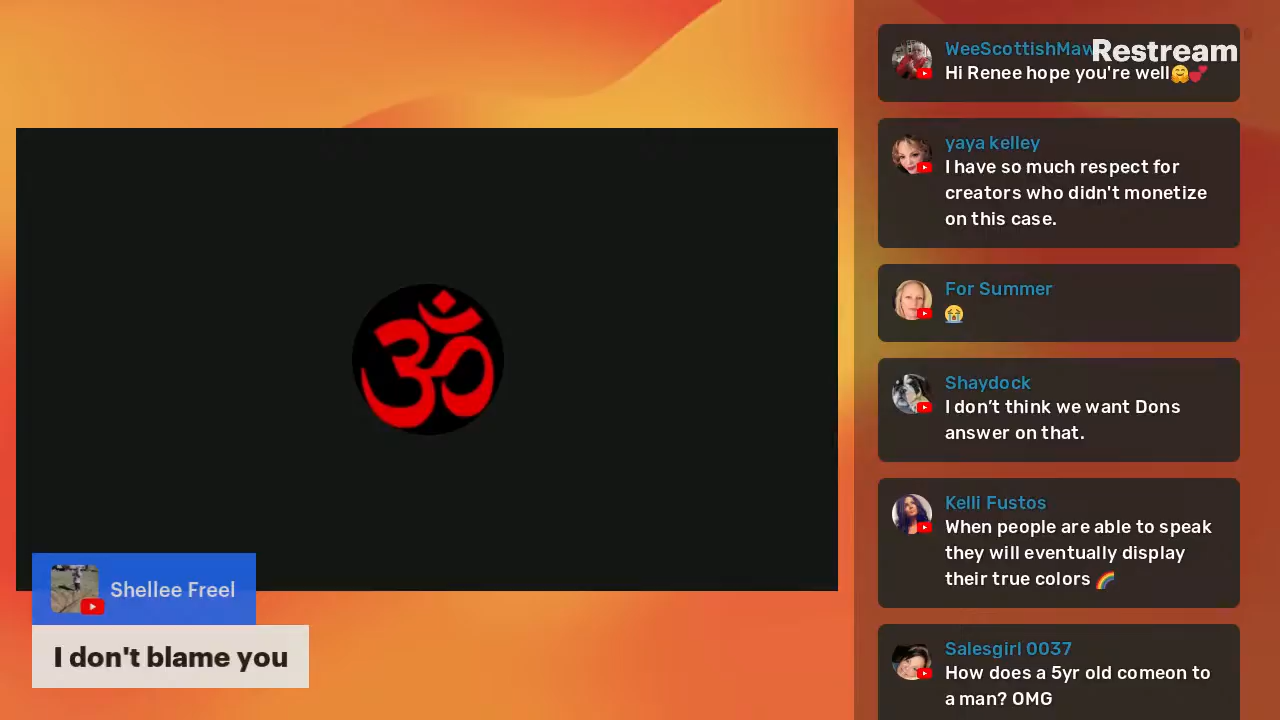 WeeScottishMaw
Restream
Hi Renee hope you're well🤗💕
yaya kelley
I have so much respect for
creators who didn't monetize
on this case.
For Summer
😭
Shaydock
I don’t think we want Dons
answer on that.
Kelli Fustos
When people are able to speak
they will eventually display
their true colors 🌈
Salesgirl 0037
How does a 5yr old comeon to
a man? OMG
ॐ
Shellee Freel
I don't blame you